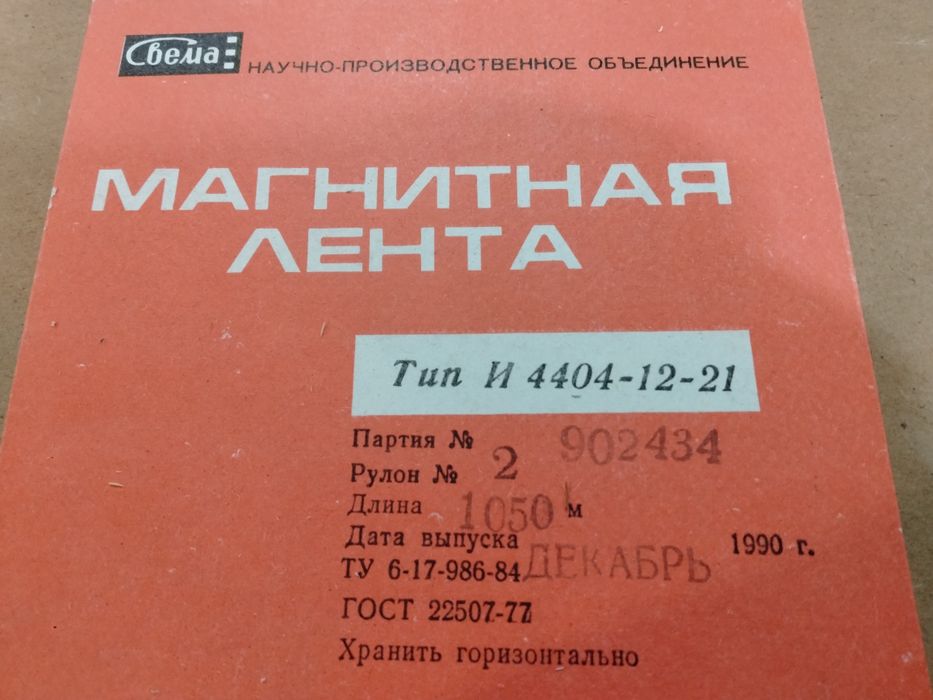 Свема НАУЧНО-ПРОИЗВОДСТВЕННОЕ ОБЪЕДИНЕНИЕ
МАГНИТНАЯ
ЛЕНТА
Тип И 4404-12-21
Партия № 902434
Рулон № 2
Длина 1050 м
Дата выпуска ДЕКАБРЬ 1990 г.
ТУ 6-17-986-84
ГОСТ 22507-77
Хранить горизонтально